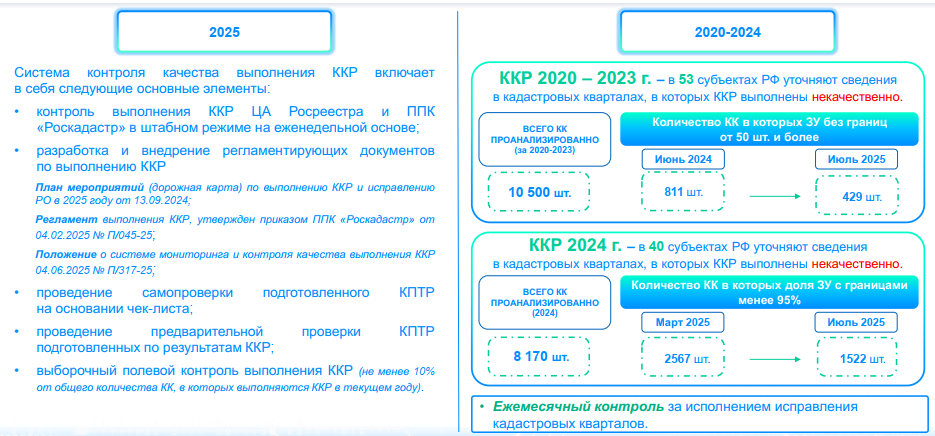 2025
Система контроля качества выполнения ККР включает
в себя следующие основные элементы:
• контроль выполнения ККР ЦА Росреестра и ППК
«Роскадастр» в штабном режиме на еженедельной основе;
• разработка и внедрение регламентирующих документов
по выполнению ККР
План мероприятий (дорожная карта) по выполнению ККР и исправлению
РО в 2025 году от 13.09.2024;
Регламент выполнения ККР, утвержден приказом ППК «Роскадастр» от
04.02.2025 № П/045-25;
Положение о системе мониторинга и контроля качества выполнения ККР
04.06.2025 № П/317-25;
• проведение самопроверки подготовленного КПТР
на основании чек-листа;
• проведение предварительной проверки КПТР
подготовленных по результатам ККР;
• выборочный полевой контроль выполнения ККР (не менее 10%
от общего количества КК, в которых выполняются ККР в текущем году).
2020-2024
ККР 2020 – 2023 г. – в 53 субъектах РФ уточняют сведения
в кадастровых кварталах, в которых ККР выполнены некачественно.
ВСЕГО КК
ПРОАНАЛИЗИРОВАННО
(за 2020-2023)
10 500 шт.
Количество КК в которых ЗУ без границ
от 50 шт. и более
Июнь 2024
Июль 2025
811 шт.
429 шт.
ККР 2024 г. – в 40 субъектах РФ уточняют сведения
в кадастровых кварталах, в которых ККР выполнены некачественно.
ВСЕГО КК
ПРОАНАЛИЗИРОВАННО
(2024)
8 170 шт.
Количество КК в которых доля ЗУ с границами
менее 95%
Март 2025
Июль 2025
2567 шт.
1522 шт.
• Ежемесячный контроль за исполнением исправления
кадастровых кварталов.